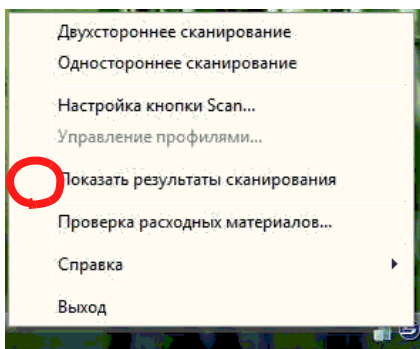 Двухстороннее сканирование
Одностороннее сканирование
Настройка кнопки Scan...
Управление профилями...
Показать результаты сканирования
Проверка расходных материалов...
Справка
Выход